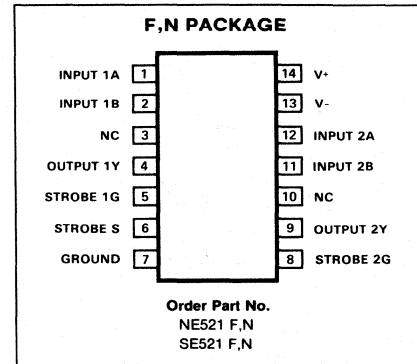 F,N PACKAGE
INPUT 1A 1 14 V+
INPUT 1B 2 13 V-
NC 3 12 INPUT 2A
OUTPUT 1Y 4 11 INPUT 2B
STROBE 1G 5 10 NC
STROBE S 6 9 OUTPUT 2Y
GROUND 7 8 STROBE 2G
Order Part No.
NE521 F,N
SE521 F,N